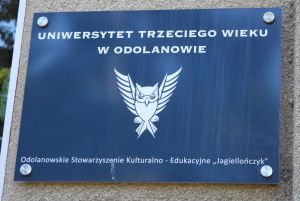 UNIWERSYTET TRZECIEGO WIEKU
W ODOLANOWIE
Odolanowskie Stowarzyszenie Kulturalno - Edukacyjne „Jagiellończyk”